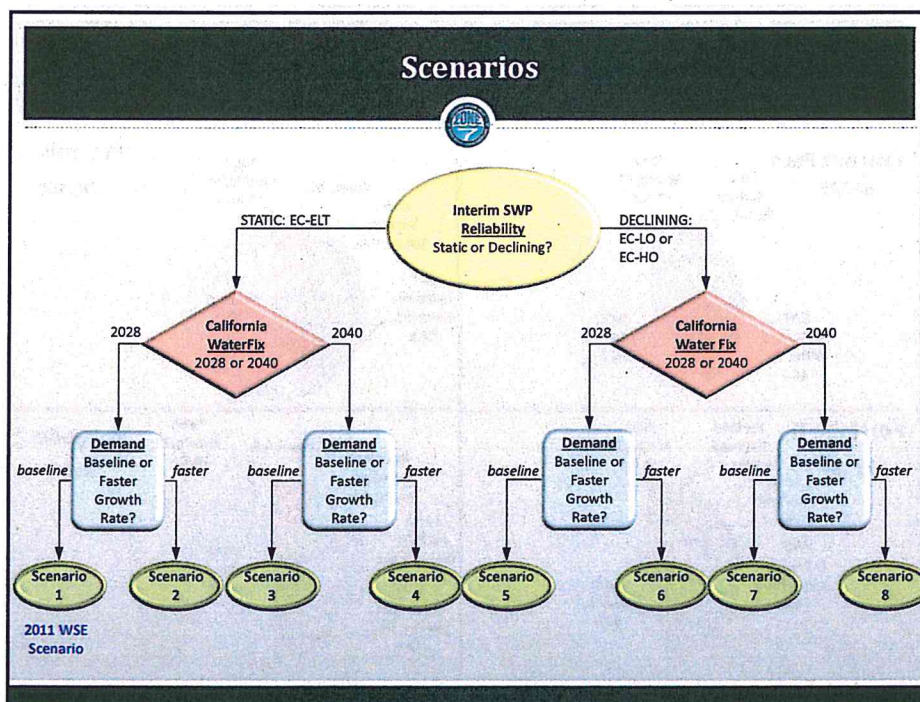 Scenarios
ZONE
7
Interim SWP
Reliability
Static or Declining?
STATIC: EC-ELT
DECLINING:
EC-LO or
EC-HO
2028
California
WaterFix
2028 or 2040
2040
2028
California
Water Fix
2028 or 2040
2040
baseline
Demand
Baseline or
Faster
Growth
Rate?
faster
baseline
Demand
Baseline or
Faster
Growth
Rate?
faster
baseline
Demand
Baseline or
Faster
Growth
Rate?
faster
baseline
Demand
Baseline or
Faster
Growth
Rate?
faster
Scenario
1
Scenario
2
Scenario
3
Scenario
4
Scenario
5
Scenario
6
Scenario
7
Scenario
8
2011 WSE
Scenario